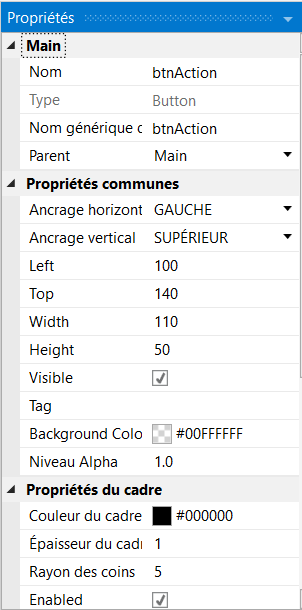 Propriétés
Main
Nom btnAction
Type Button
Nom générique d btnAction
Parent Main
Propriétés communes
Ancrage horizont GAUCHE
Ancrage vertical SUPÉRIEUR
Left 100
Top 140
Width 110
Height 50
Visible
Tag
Background Colo #00FFFFFF
Niveau Alpha 1.0
Propriétés du cadre
Couleur du cadre #000000
Épaisseur du cadr 1
Rayon des coins 5
Enabled